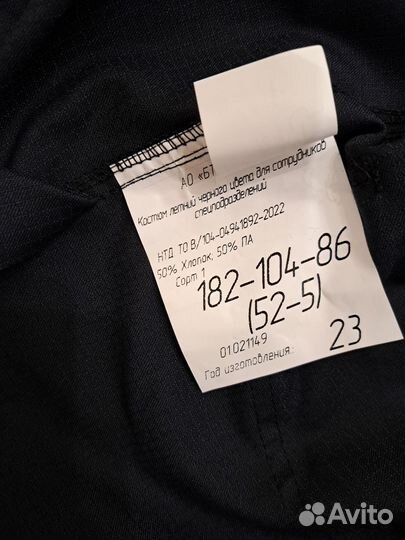 АО «БТ
Костюм летний черного цвета для сотрудников
спецподразделений
НТД ТО В/104-04941892-2022
50% Хлопок, 50% ПА
Сорт 1
182-104-86
(52-5)
01021149
Год изготовления: 23
Avito